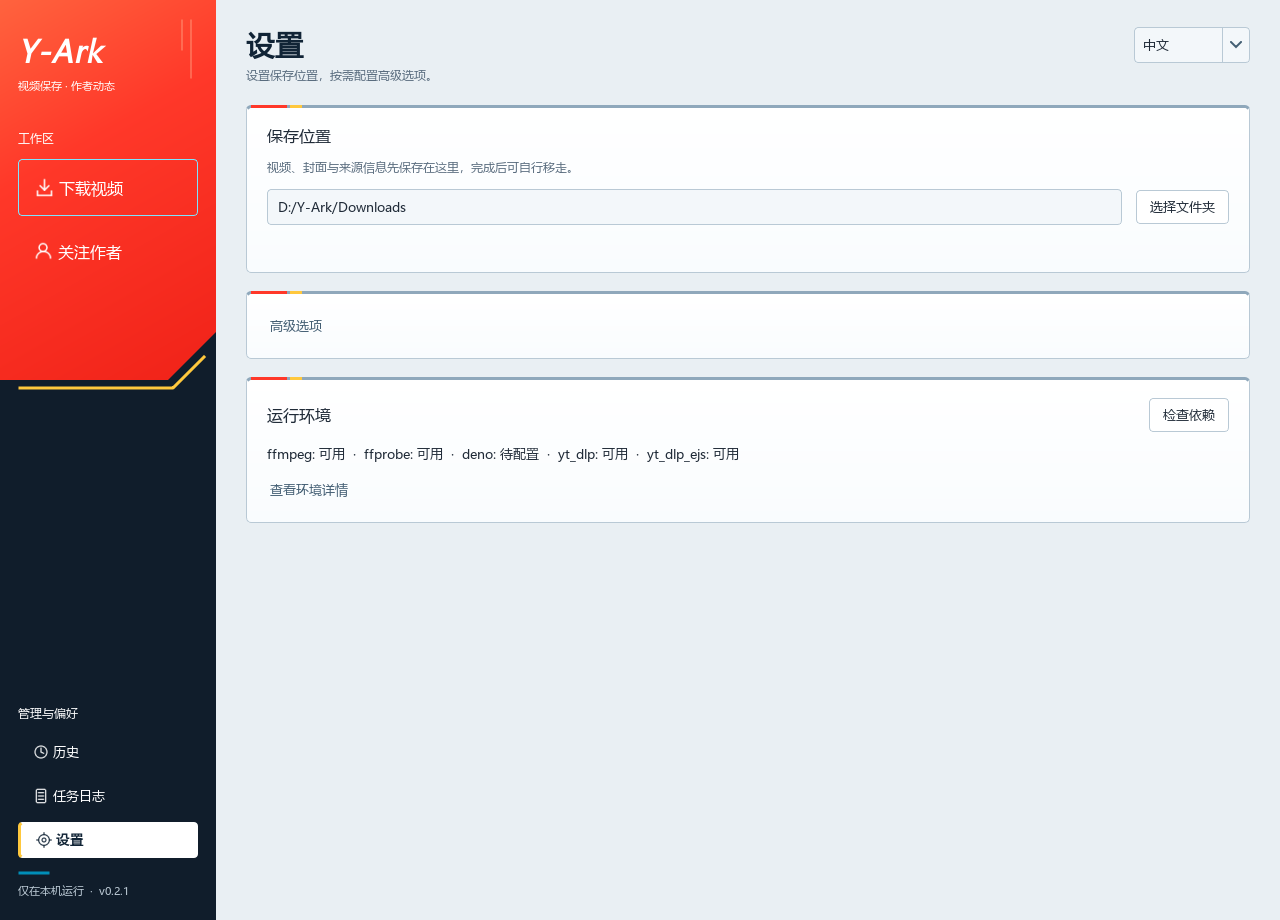 Y-Ark
视频保存 · 作者动态
工作区
下载视频
关注作者
管理与偏好
历史
任务日志
设置
仅在本机运行 · v0.2.1
设置
设置保存位置，按需配置高级选项。
中文
保存位置
视频、封面与来源信息先保存在这里，完成后可自行移走。
D:/Y-Ark/Downloads
选择文件夹
高级选项
运行环境
检查依赖
ffmpeg: 可用 · ffprobe: 可用 · deno: 待配置 · yt_dlp: 可用 · yt_dlp_ejs: 可用
查看环境详情